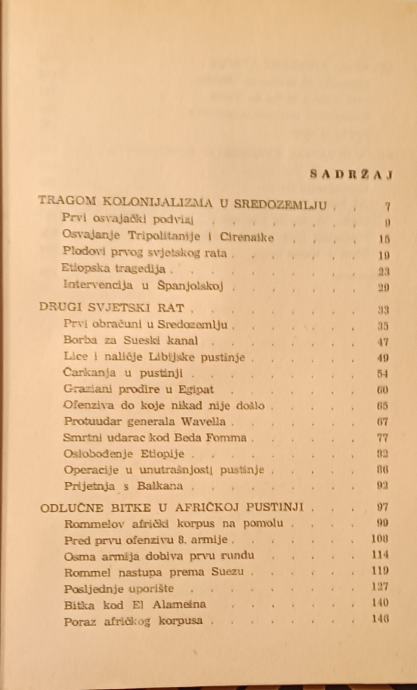 SADRŽAJ
TRAGOM KOLONIJALIZMA U SREDOZEMLJU . . 7
Prvi osvajački podvizi . . . . . . . 9
Osvajanje Tripolitanije i Cirenaike . . . . 15
Plodovi prvog svjetskog rata . . . . . . 19
Etiopska tragedija . . . . . . . . 23
Intervencija u Španjolskoj . . . . . . 29
DRUGI SVJETSKI RAT . . . . . . . 33
Prvi obračuni u Sredozemlju . . . . . . 35
Borba za Sueski kanal . . . . . . . 47
Lice i naličje Libijske pustinje . . . . . 49
Čarkanja u pustinji . . . . . . . 54
Graziani prodire u Egipat . . . . . . 60
Ofenziva do koje nikad nije došlo . . . . 65
Protuudar generala Wavella . . . . . . 67
Smrtni udarac kod Beda Fomma . . . . . 77
Oslobođenje Etiopije . . . . . . . 82
Operacije u unutrašnjosti pustinje . . . . 86
Prijetnja s Balkana . . . . . . . . 92
ODLUČNE BITKE U AFRIČKOJ PUSTINJI . . . 97
Rommelov afrički korpus na pomolu . . . . 99
Pred prvu ofenzivu 8. armije . . . . . . 108
Osma armija dobiva prvu rundu . . . . . 114
Rommel nastupa prema Suezu . . . . . . 119
Posljednje uporište . . . . . . . 127
Bitka kod El Alameina . . . . . . 140
Poraz afričkog korpusa . . . . . . . 146